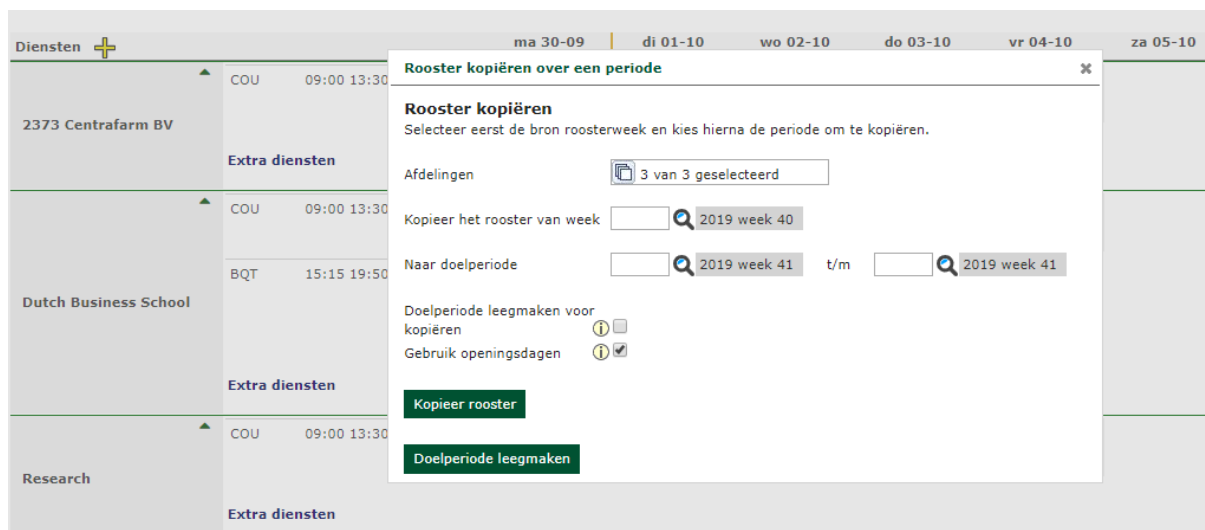 Diensten
ma 30-09 di 01-10 wo 02-10 do 03-10 vr 04-10 za 05-10
2373 Centrafarm BV
COU 09:00 13:30
Extra diensten
Dutch Business School
COU 09:00 13:30
BQT 15:15 19:50
Extra diensten
Research
COU 09:00 13:30
Extra diensten
Rooster kopiëren over een periode
Rooster kopiëren
Selecteer eerst de bron roosterweek en kies hierna de periode om te kopiëren.
Afdelingen 3 van 3 geselecteerd
Kopieer het rooster van week 2019 week 40
Naar doelperiode 2019 week 41 t/m 2019 week 41
Doelperiode leegmaken voor
kopiëren
Gebruik openingsdagen
Kopieer rooster
Doelperiode leegmaken